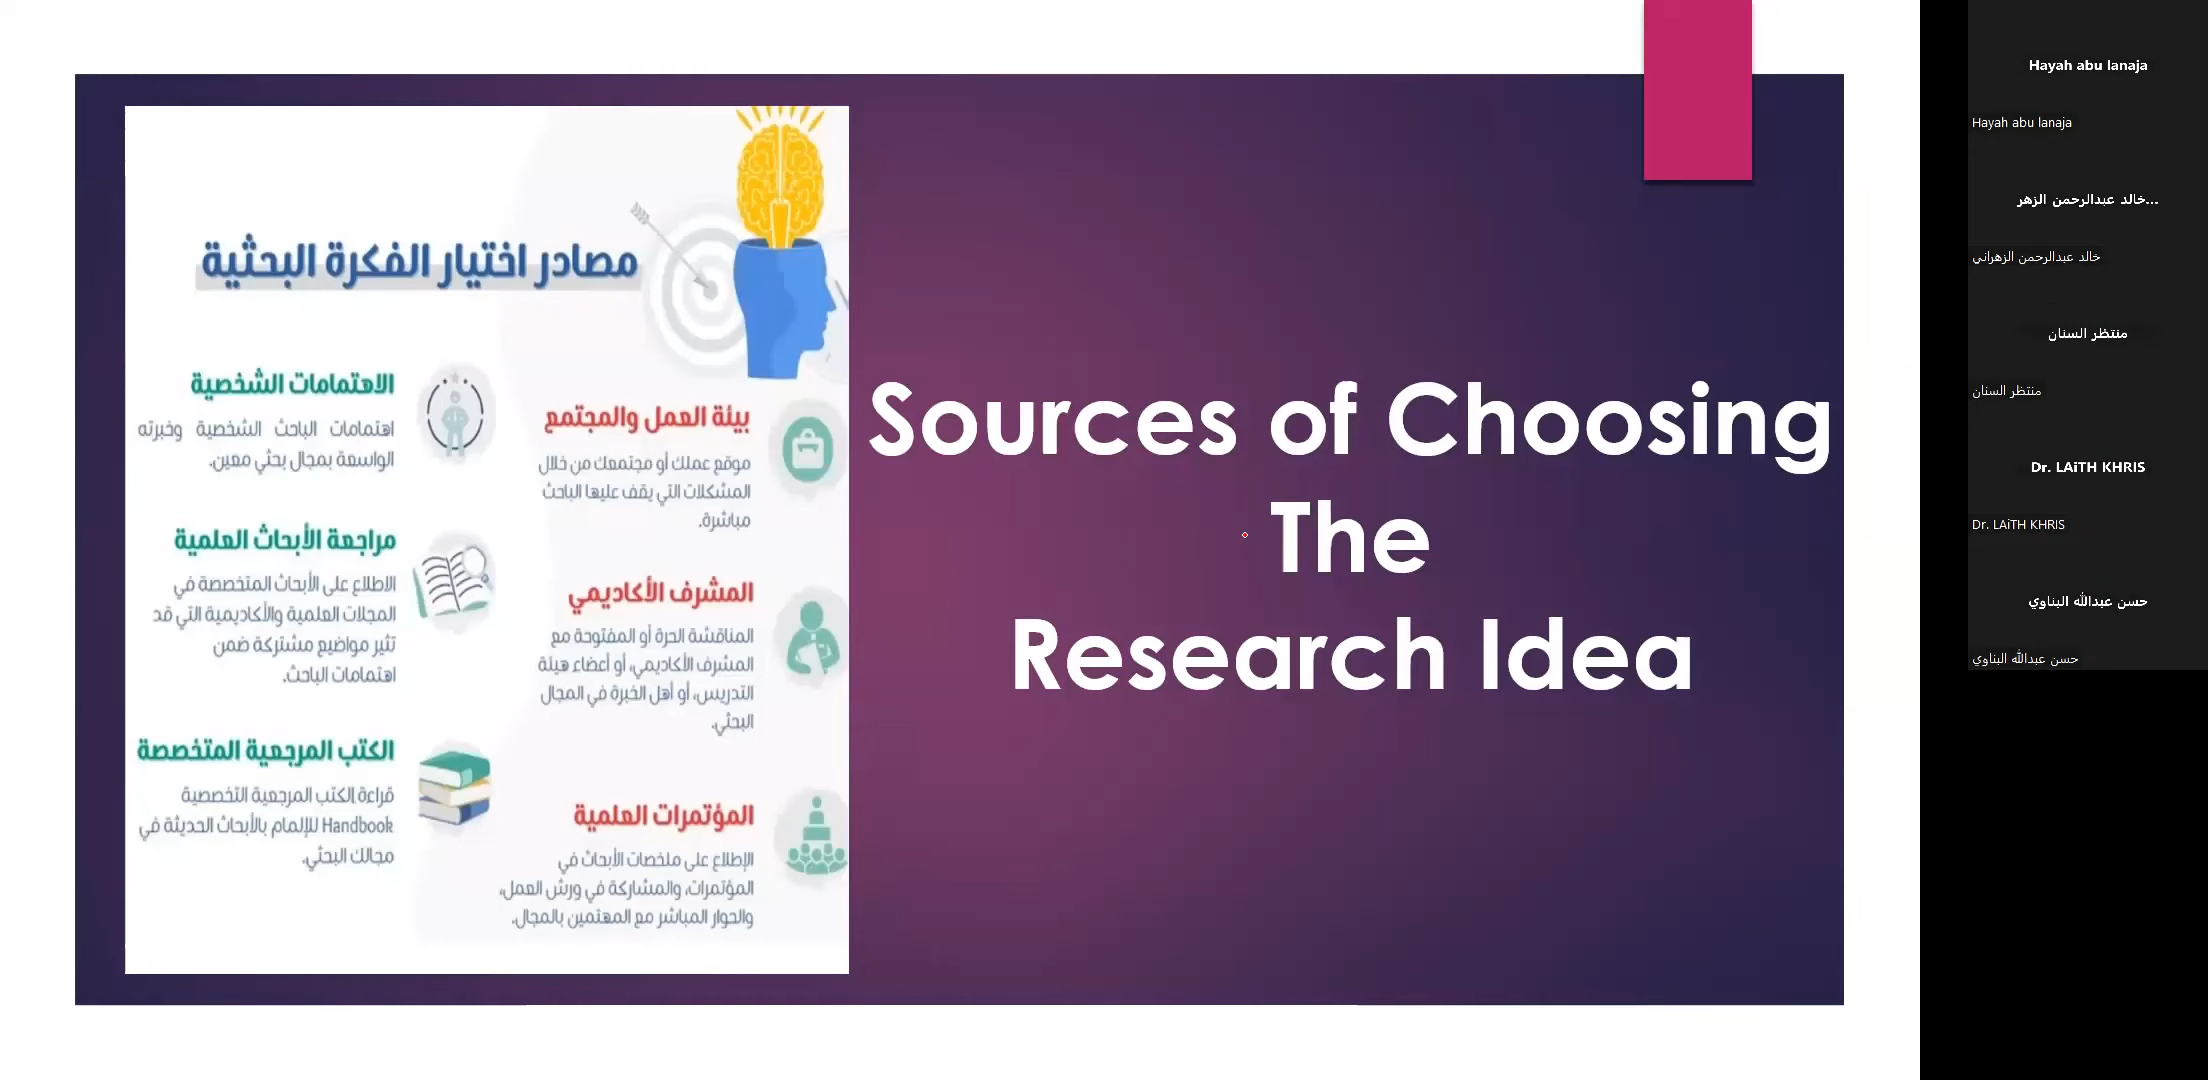 مصادر اختيار الفكرة البحثية
بيئة العمل والمجتمع
موقع عملك أو مجتمعك من خلال
المشكلات التي يقف عليها الباحث
مباشرة.
المشرف الأكاديمي
المناقشة الحرة أو المفتوحة مع
المشرف الأكاديمي، أو أعضاء هيئة
التدريس، أو أهل الخبرة في المجال
البحثي.
المؤتمرات العلمية
الإطلاع على ملخصات الأبحاث في
المؤتمرات، والمشاركة في ورش العمل،
والحوار المباشر مع المهتمين بالمجال.
الاهتمامات الشخصية
اهتمامات الباحث الشخصية وخبرته
الواسعة بمجال بحثي معين.
مراجعة الأبحاث العلمية
الاطلاع على الأبحاث المتخصصة في
المجلات العلمية والأكاديمية التي قد
تثير مواضيع مشتركة ضمن
اهتمامات الباحث.
الكتب المرجعية المتخصصة
قراءة الكتب المرجعية التخصصية
Handbook للإلمام بالأبحاث الحديثة في
مجالك البحثي.
Sources of Choosing
The
Research Idea
Hayah abu lanaja
Hayah abu lanaja
خالد عبدالرحمن الزهر...
خالد عبدالرحمن الزهراني
منتظر السنان
منتظر السنان
Dr. LAiTH KHRIS
Dr. LAiTH KHRIS
حسن عبدالله البناوي
حسن عبدالله البناوي